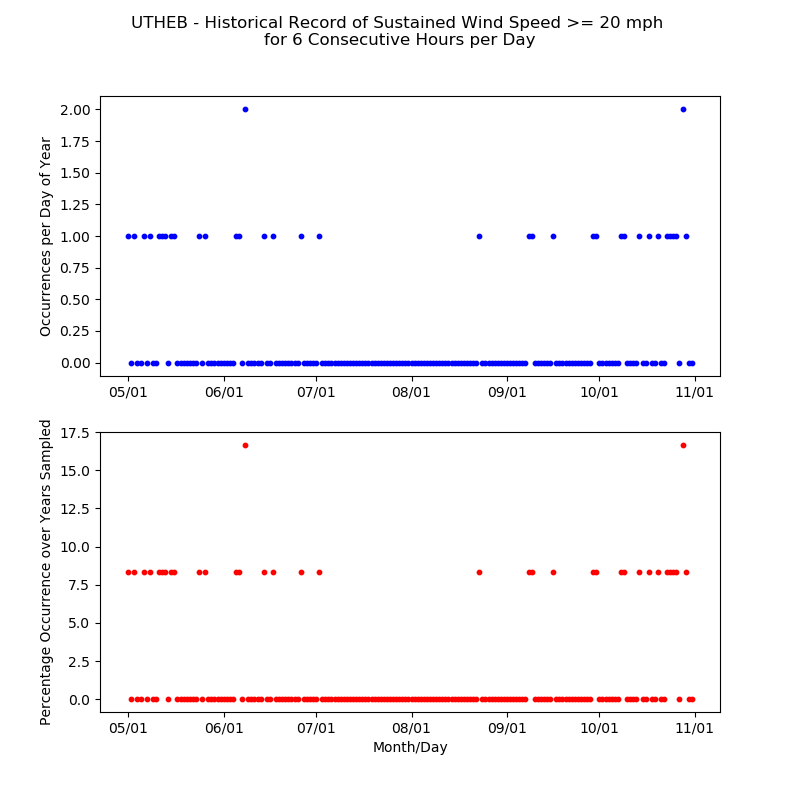 UTHEB - Historical Record of Sustained Wind Speed >= 20 mph
for 6 Consecutive Hours per Day
Occurrences per Day of Year
2.00
1.75
1.50
1.25
1.00
0.75
0.50
0.25
0.00
05/01 06/01 07/01 08/01 09/01 10/01 11/01
Percentage Occurrence over Years Sampled
17.5
15.0
12.5
10.0
7.5
5.0
2.5
0.0
05/01 06/01 07/01 08/01 09/01 10/01 11/01
Month/Day